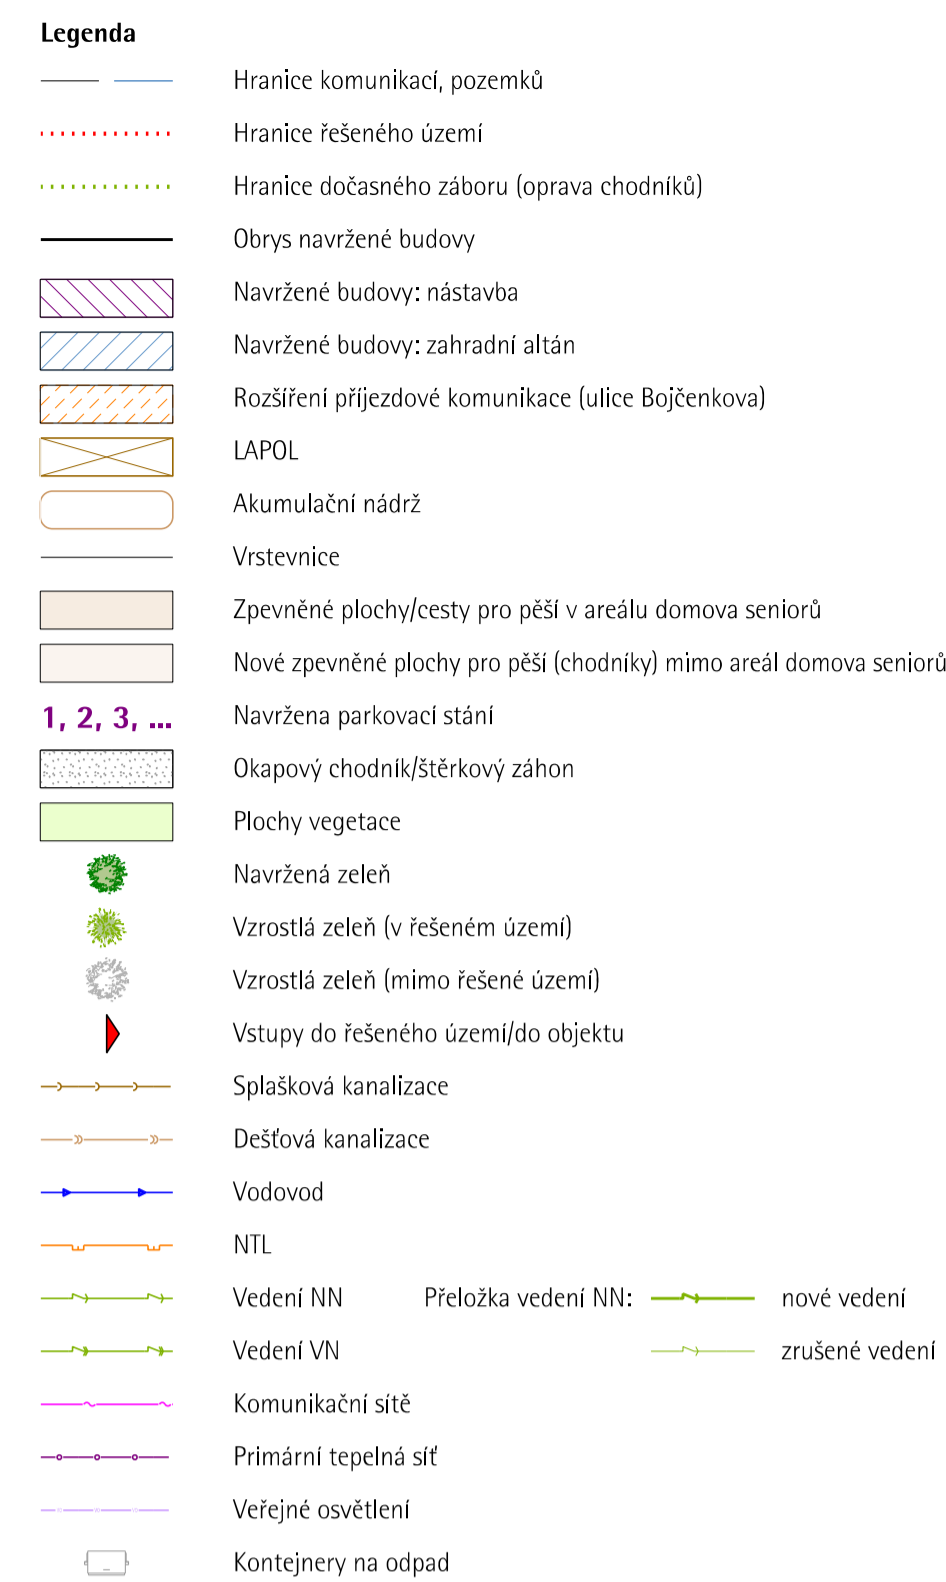 Legenda
Hranice komunikací, pozemků
Hranice řešeného území
Hranice dočasného záboru (oprava chodníků)
Obrys navržené budovy
Navržené budovy: nástavba
Navržené budovy: zahradní altán
Rozšíření příjezdové komunikace (ulice Bojčenkova)
LAPOL
Akumulační nádrž
Vrstevnice
Zpevněné plochy/cesty pro pěší v areálu domova seniorů
Nové zpevněné plochy pro pěší (chodníky) mimo areál domova seniorů
1, 2, 3, ... Navržena parkovací stání
Okapový chodník/štěrkový záhon
Plochy vegetace
Navržená zeleň
Vzrostlá zeleň (v řešeném území)
Vzrostlá zeleň (mimo řešené území)
Vstupy do řešeného území/do objektu
Splašková kanalizace
Dešťová kanalizace
Vodovod
NTL
Vedení NN Přeložka vedení NN: nové vedení
Vedení VN zrušené vedení
Komunikační sítě
Primární tepelná síť
Veřejné osvětlení
Kontejnery na odpad